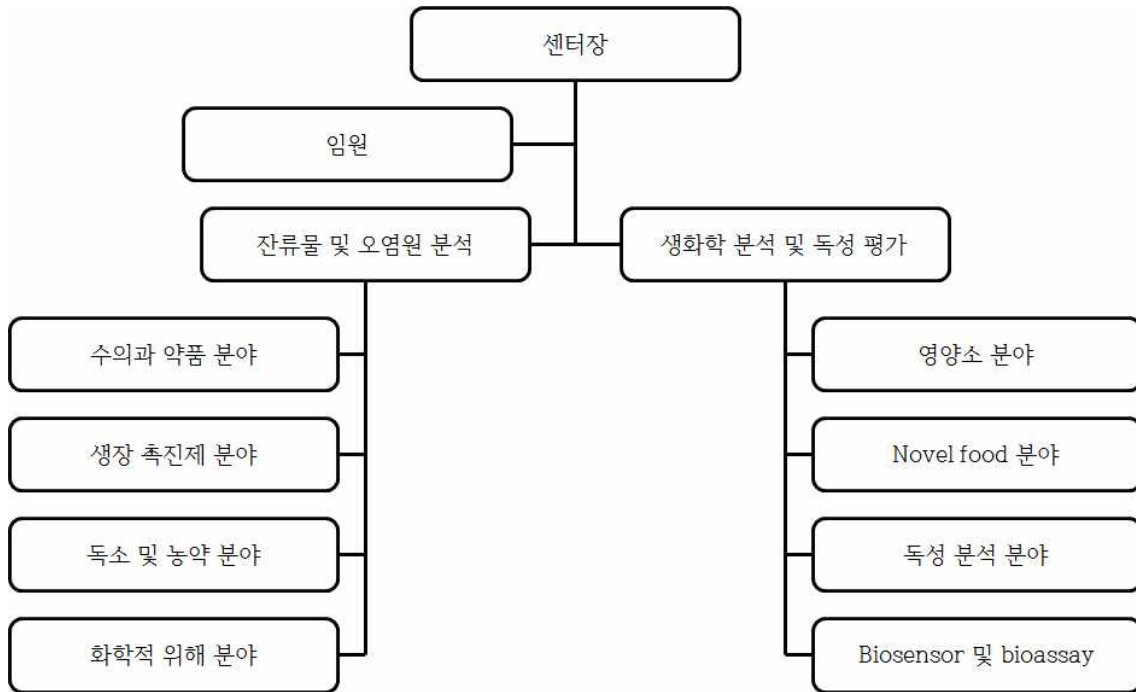 센터장
임원
잔류물 및 오염원 분석
생화학 분석 및 독성 평가
수의과 약품 분야
생장 촉진제 분야
독소 및 농약 분야
화학적 위해 분야
영양소 분야
Novel food 분야
독성 분석 분야
Biosensor 및 bioassay